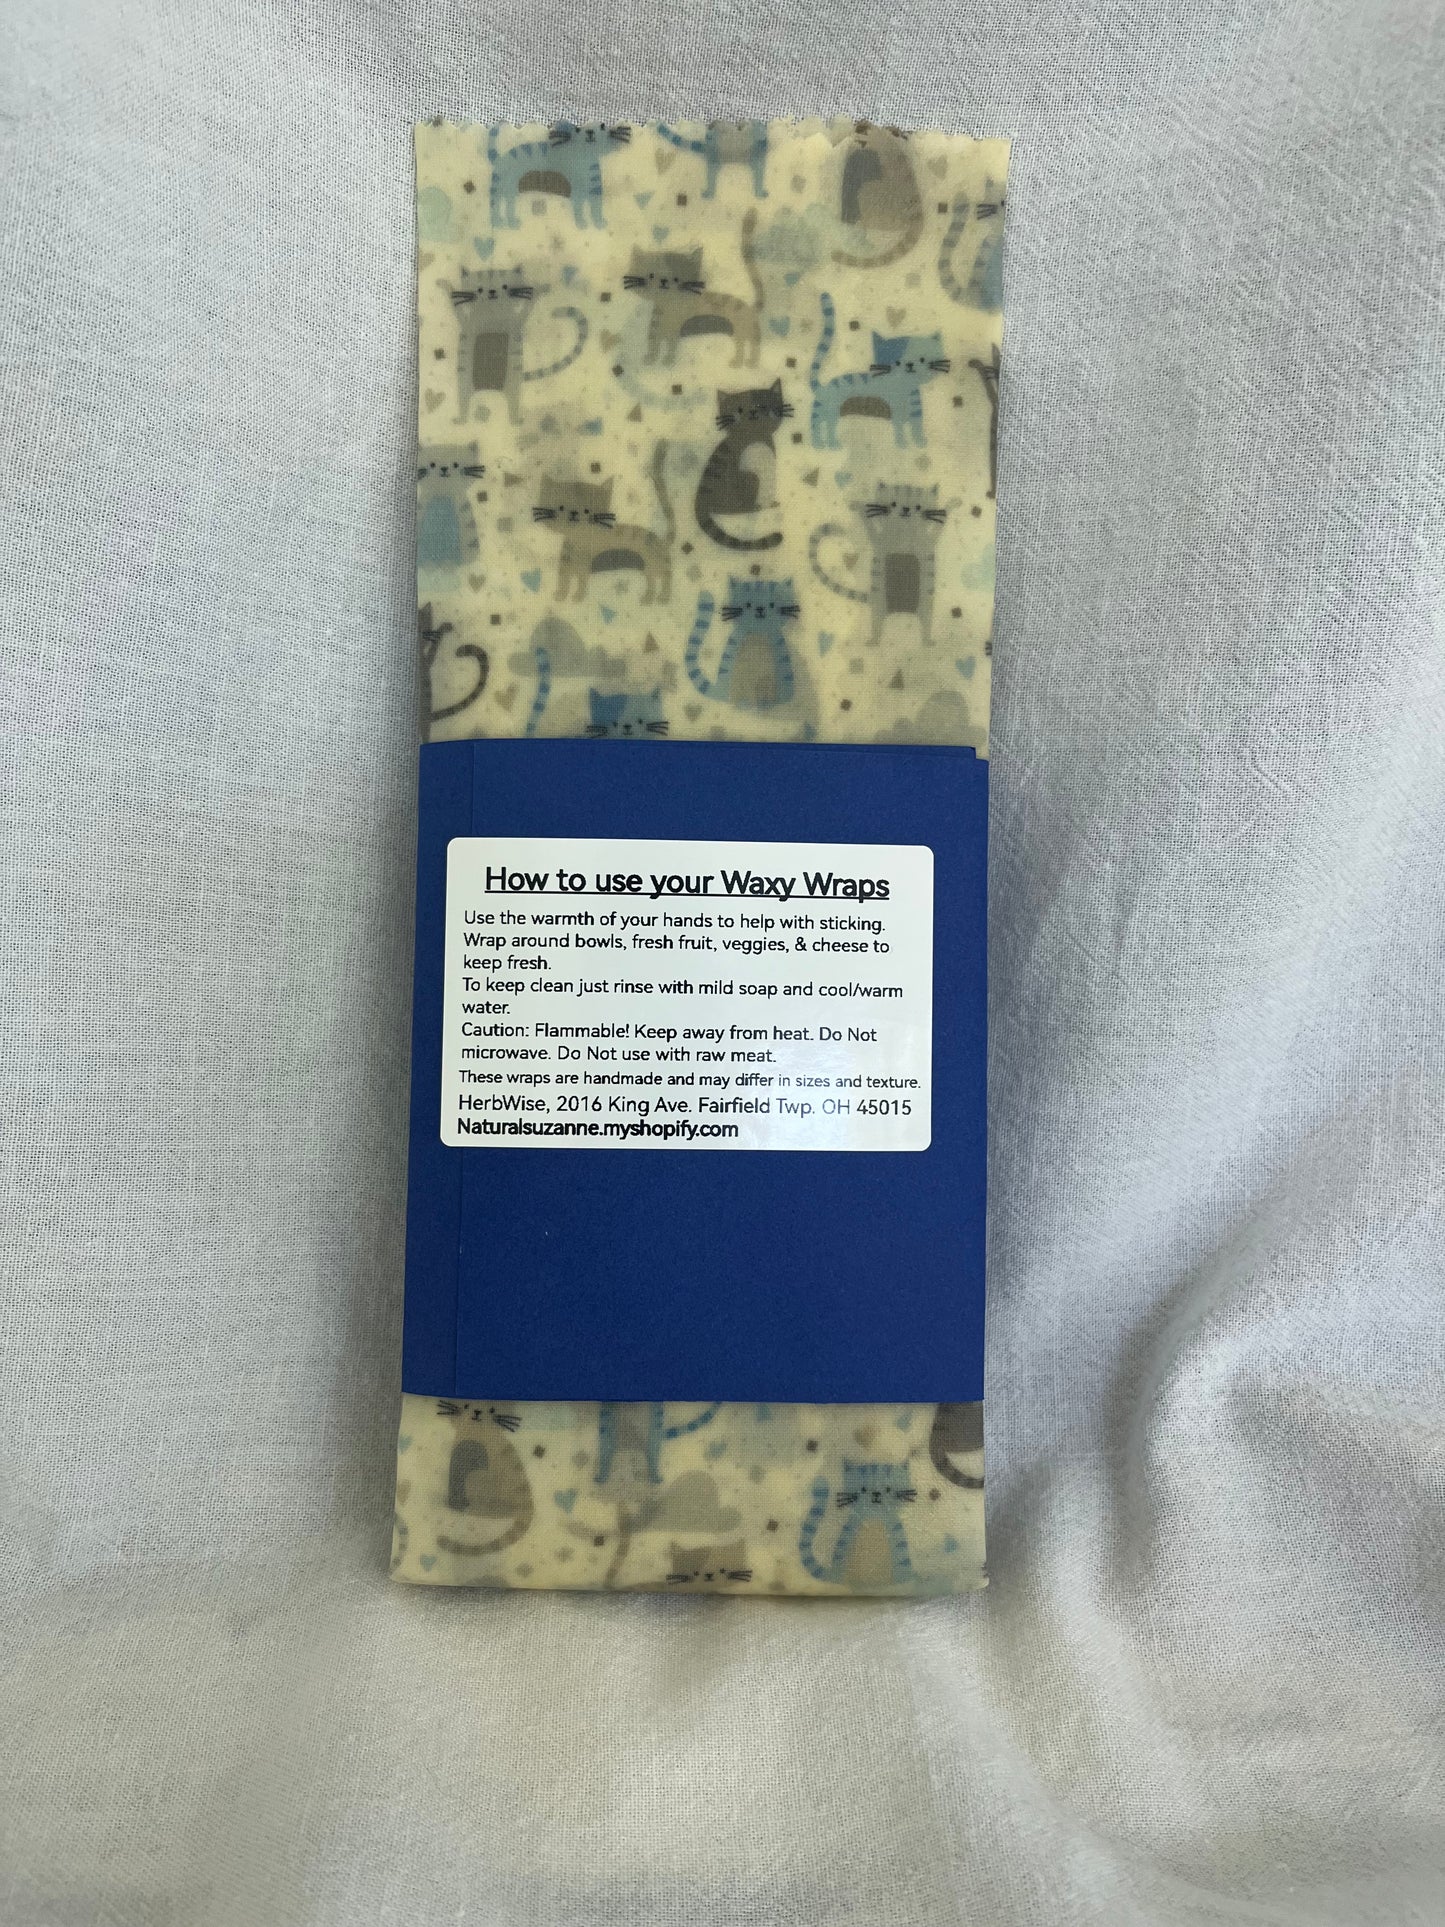 How to use your Waxy Wraps
Use the warmth of your hands to help with sticking.
Wrap around bowls, fresh fruit, veggies, & cheese to
keep fresh.
To keep clean just rinse with mild soap and cool/warm
water.
Caution: Flammable! Keep away from heat. Do Not
microwave. Do Not use with raw meat.
These wraps are handmade and may differ in sizes and texture.
HerbWise, 2016 King Ave. Fairfield Twp. OH 45015
Naturalsuzanne.myshopify.com